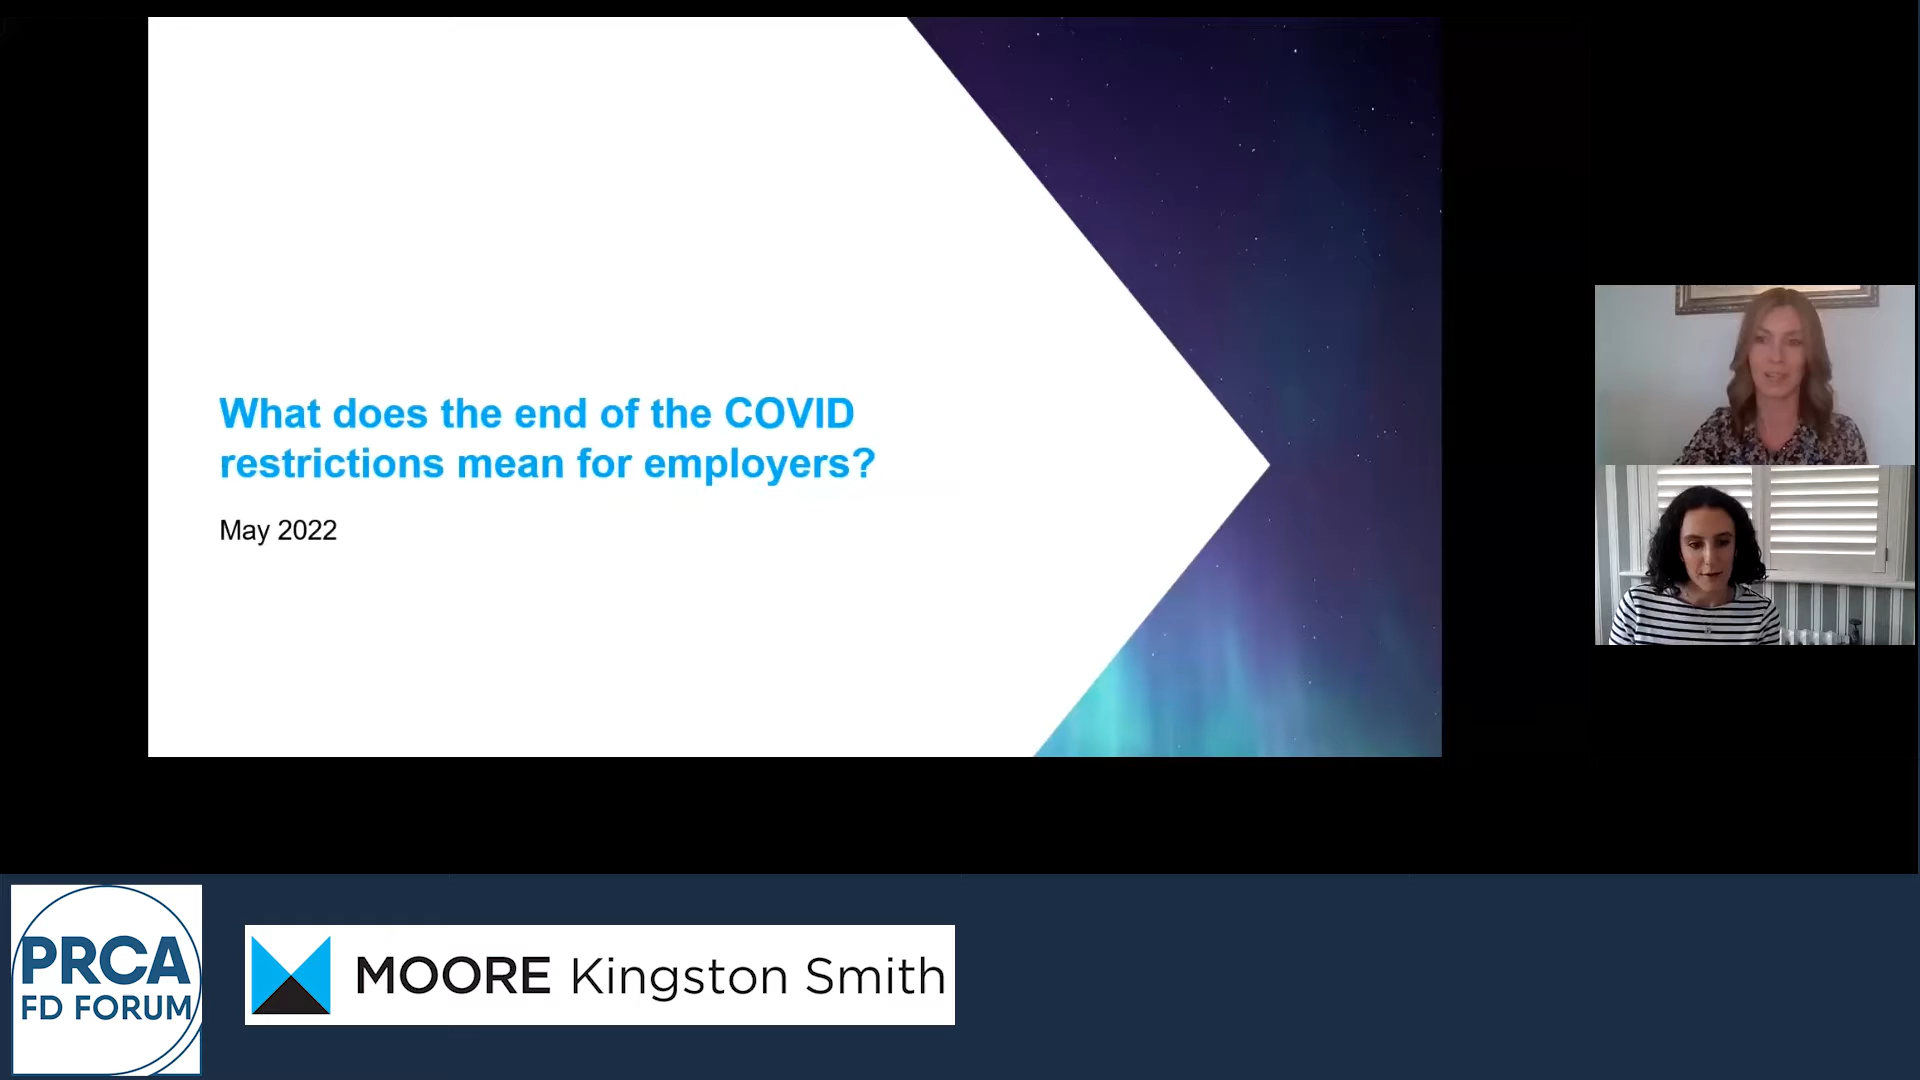 What does the end of the COVID
restrictions mean for employers?
May 2022
PRCA
FD FORUM
MOORE Kingston Smith